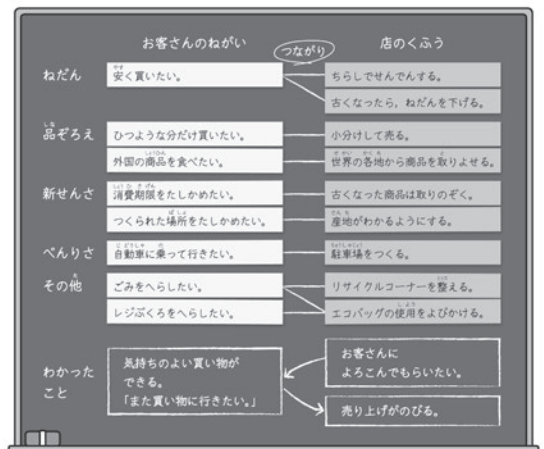 お客さんのねがい
つながり
店のくふう
ねだん
安く買いたい。
ちらしでせんでんする。
古くなったら、ねだんを下げる。
品ぞろえ
ひつような分だけ買いたい。
小分けして売る。
外国の商品を食べたい。
世界の各地から商品を取りよせる。
新せんさ
消費期限をたしかめたい。
古くなった商品は取りのぞく。
つくられた場所をたしかめたい。
産地がわかるようにする。
べんりさ
自動車に乗って行きたい。
駐車場をつくる。
その他
ごみをへらしたい。
リサイクルコーナーを整える。
レジぶくろをへらしたい。
エコバッグの使用をよびかける。
わかった
こと
気持ちのよい買い物が
できる。
「また買い物に行きたい。」
お客さんに
よろこんでもらいたい。
売り上げがのびる。